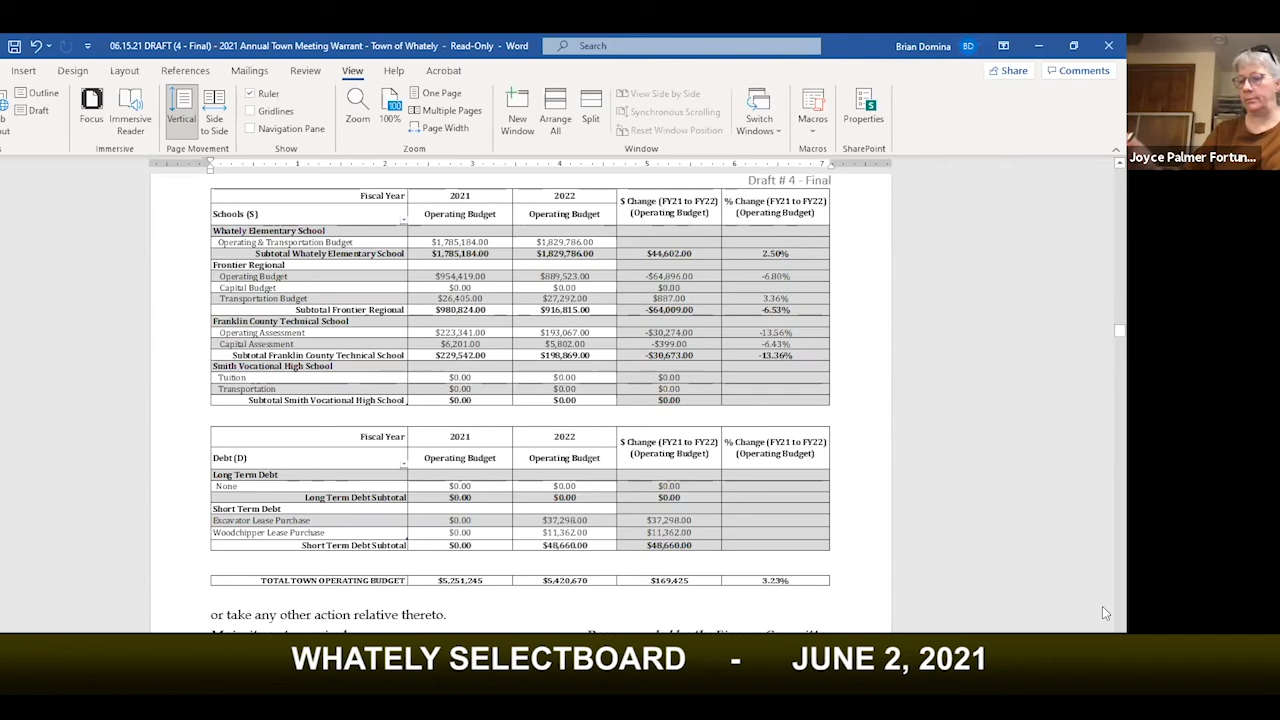 06.15.21 DRAFT (4 - Final) - 2021 Annual Town Meeting Warrant - Town of Whately - Read-Only - Word
Search
Brian Domina BD
Insert Design Layout References Mailings Review View Help Acrobat Share Comments
Outline
Draft
Focus
Immersive Reader
Immersive
Vertical
Side to Side
Page Movement
Ruler
Gridlines
Navigation Pane
Show
Zoom
100%
One Page
Multiple Pages
Page Width
Zoom
New Window
Arrange All
Split
View Side by Side
Synchronous Scrolling
Reset Window Position
Switch Windows
Window
Macros
Macros
Properties
SharePoint
Joyce Palmer Fortun...
1 2 3 4 5 6 7
Draft # 4 - Final
Fiscal Year 2021 2022 $ Change (FY21 to FY22) (Operating Budget) % Change (FY21 to FY22) (Operating Budget)
Schools (S) Operating Budget Operating Budget
Whately Elementary School
Operating & Transportation Budget $1,785,184.00 $1,829,786.00
Subtotal Whately Elementary School $1,785,184.00 $1,829,786.00 $44,602.00 2.50%
Frontier Regional
Operating Budget $954,419.00 $889,523.00 -$64,896.00 -6.80%
Capital Budget $0.00 $0.00 $0.00
Transportation Budget $26,405.00 $27,292.00 $887.00 3.36%
Subtotal Frontier Regional $980,824.00 $916,815.00 -$64,009.00 -6.53%
Franklin County Technical School
Operating Assessment $223,341.00 $193,067.00 -$30,274.00 -13.56%
Capital Assessment $6,201.00 $5,802.00 -$399.00 -6.43%
Subtotal Franklin County Technical School $229,542.00 $198,869.00 -$30,673.00 -13.36%
Smith Vocational High School
Tuition $0.00 $0.00 $0.00
Transportation $0.00 $0.00 $0.00
Subtotal Smith Vocational High School $0.00 $0.00 $0.00
Fiscal Year 2021 2022 $ Change (FY21 to FY22) (Operating Budget) % Change (FY21 to FY22) (Operating Budget)
Debt (D) Operating Budget Operating Budget
Long Term Debt
None $0.00 $0.00 $0.00
Long Term Debt Subtotal $0.00 $0.00 $0.00
Short Term Debt
Excavator Lease Purchase $0.00 $37,298.00 $37,298.00
Woodchipper Lease Purchase $0.00 $11,362.00 $11,362.00
Short Term Debt Subtotal $0.00 $48,660.00 $48,660.00
TOTAL TOWN OPERATING BUDGET $5,251,245 $5,420,670 $169,425 3.23%
or take any other action relative thereto.
WHATELY SELECTBOARD - JUNE 2, 2021